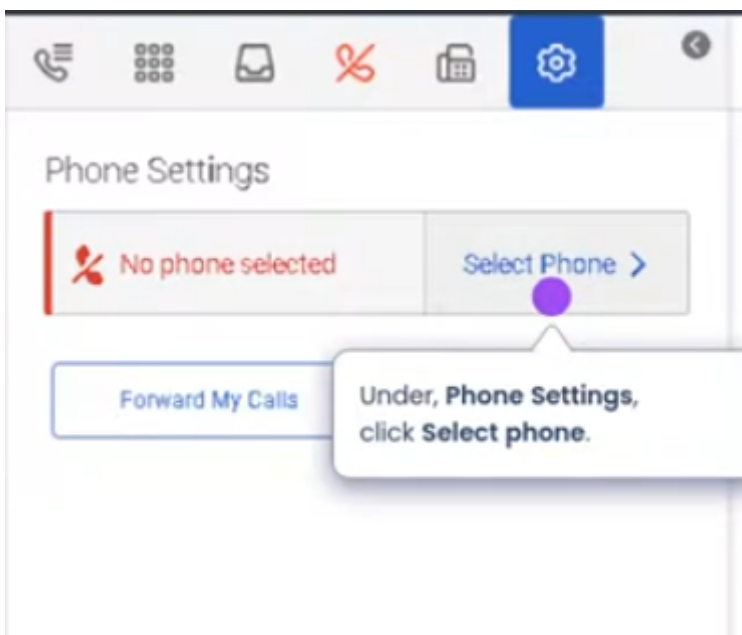 Phone Settings
No phone selected
Select Phone
Forward My Calls
Under, Phone Settings,
click Select phone.